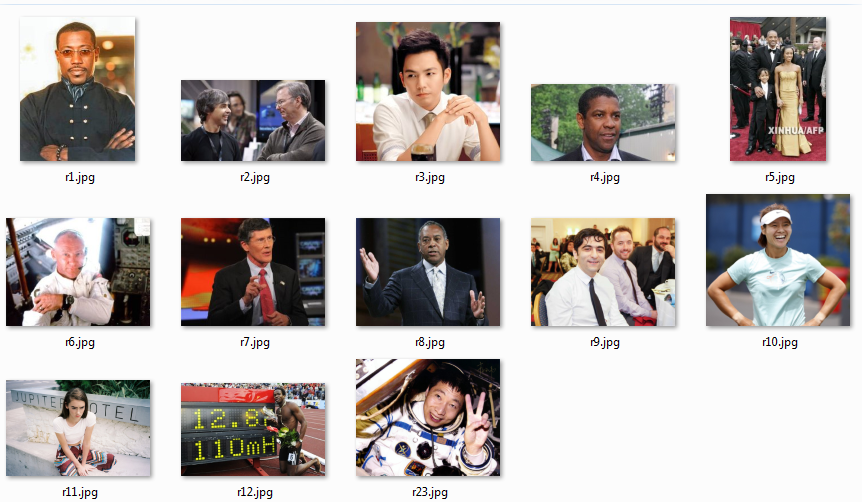 XINHUA/AFP
r1.jpg
r2.jpg
r3.jpg
r4.jpg
r5.jpg
r6.jpg
r7.jpg
r8.jpg
r9.jpg
r10.jpg
JUPITER HOTEL
12.8
110mH
r11.jpg
r12.jpg
r23.jpg